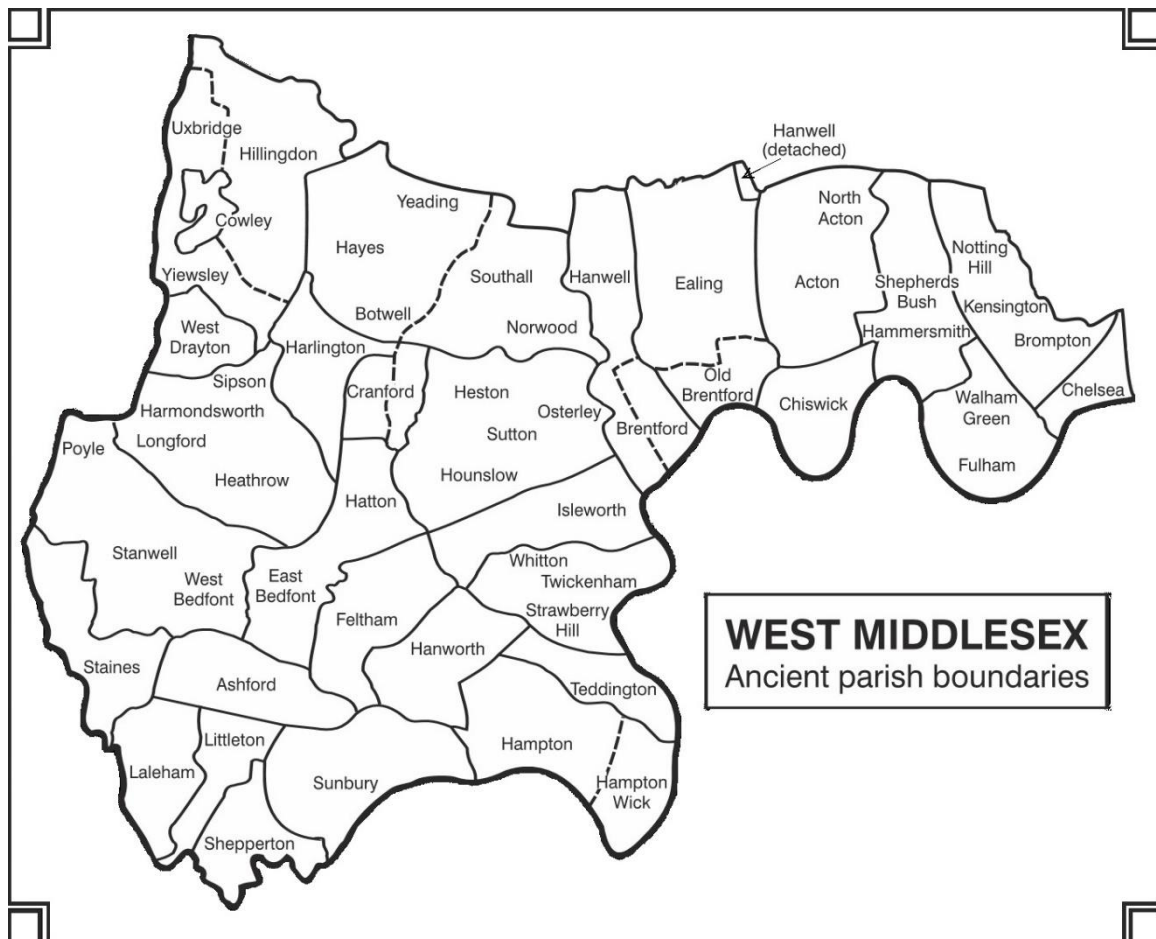 Hanwell
(detached)
Uxbridge
Hillingdon
Cowley
Yiewsley
Yeading
Hayes
Botwell
Southall
Norwood
Hanwell
Ealing
North
Acton
Acton
Shepherds
Bush
Hammersmith
Notting
Hill
Kensington
Brompton
Chelsea
West
Drayton
Harlington
Sipson
Cranford
Heston
Osterley
Sutton
Hounslow
Old
Brentford
Brentford
Chiswick
Walham
Green
Fulham
Harmondsworth
Longford
Poyle
Heathrow
Hatton
Isleworth
Stanwell
West
Bedfont
East
Bedfont
Feltham
Whitton
Twickenham
Strawberry
Hill
Hanworth
Staines
Ashford
Teddington
Littleton
Laleham
Sunbury
Hampton
Hampton
Wick
Shepperton
WEST MIDDLESEX
Ancient parish boundaries